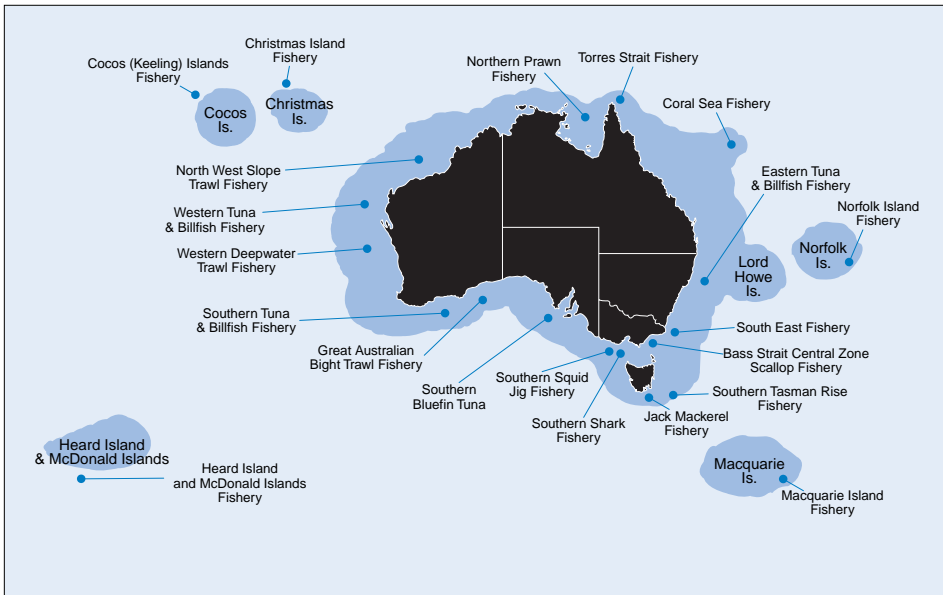 Christmas Island
Fishery
Cocos (Keeling) Islands
Fishery
Cocos
Is.
Christmas
Is.
Northern Prawn
Fishery
Torres Strait Fishery
Coral Sea Fishery
North West Slope
Trawl Fishery
Eastern Tuna
& Billfish Fishery
Western Tuna
& Billfish Fishery
Norfolk Island
Fishery
Norfolk
Is.
Western Deepwater
Trawl Fishery
Lord
Howe
Is.
Southern Tuna
& Billfish Fishery
South East Fishery
Great Australian
Bight Trawl Fishery
Bass Strait Central Zone
Scallop Fishery
Southern
Bluefin Tuna
Southern Squid
Jig Fishery
Southern Tasman Rise
Fishery
Southern Shark
Fishery
Jack Mackerel
Fishery
Heard Island
& McDonald Islands
Heard Island
and McDonald Islands
Fishery
Macquarie
Is.
Macquarie Island
Fishery